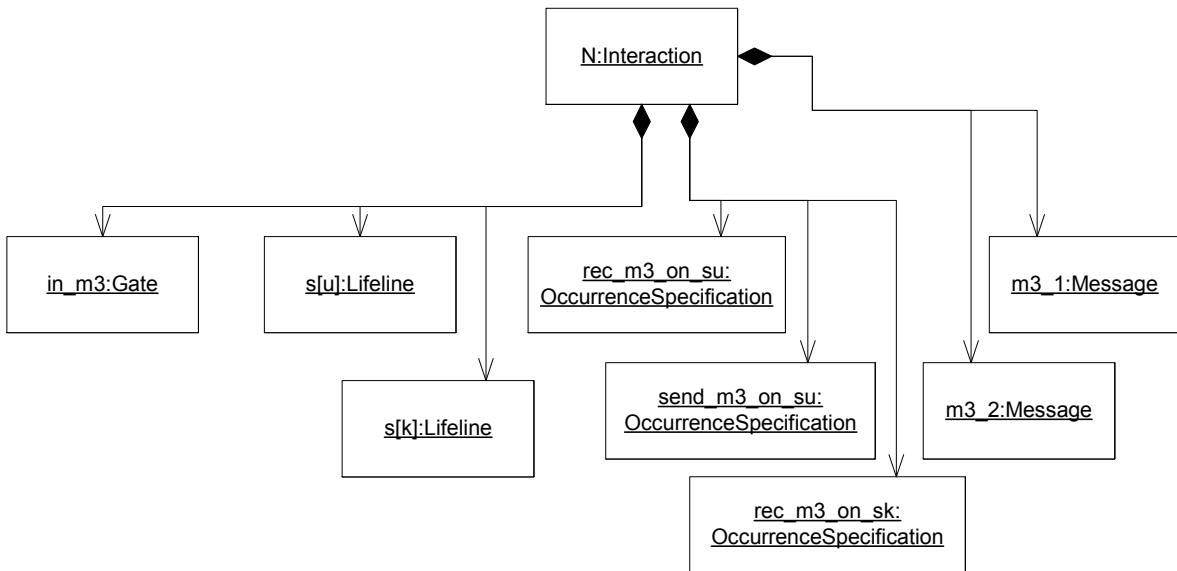 N:Interaction
in_m3:Gate
s[u]:Lifeline
rec_m3_on_su:
OccurrenceSpecification
m3_1:Message
s[k]:Lifeline
send_m3_on_su:
OccurrenceSpecification
m3_2:Message
rec_m3_on_sk:
OccurrenceSpecification